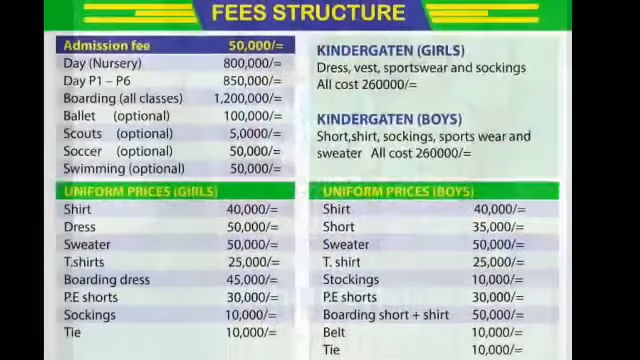 FEES STRUCTURE
Admission fee 50,000/=
Day (Nursery) 800,000/=
Day P1 – P6 850,000/=
Boarding (all classes) 1,200,000/=
Ballet (optional) 100,000/=
Scouts (optional) 5,0000/=
Soccer (optional) 50,000/=
Swimming (optional) 50,000/=
KINDERGATEN (GIRLS)
Dress, vest, sportswear and sockings
All cost 260000/=
KINDERGATEN (BOYS)
Short,shirt, sockings, sports wear and
sweater All cost 260000/=
UNIFORM PRICES (GIRLS)
Shirt 40,000/=
Dress 50,000/=
Sweater 50,000/=
T.shirts 25,000/=
Boarding dress 45,000/=
P.E shorts 30,000/=
Sockings 10,000/=
Tie 10,000/=
UNIFORM PRICES (BOYS)
Shirt 40,000/=
Short 35,000/=
Sweater 50,000/=
T. shirt 25,000/=
Stockings 10,000/=
P.E shorts 30,000/=
Boarding short + shirt 50,000/=
Belt 10,000/=
Tie 10,000/=